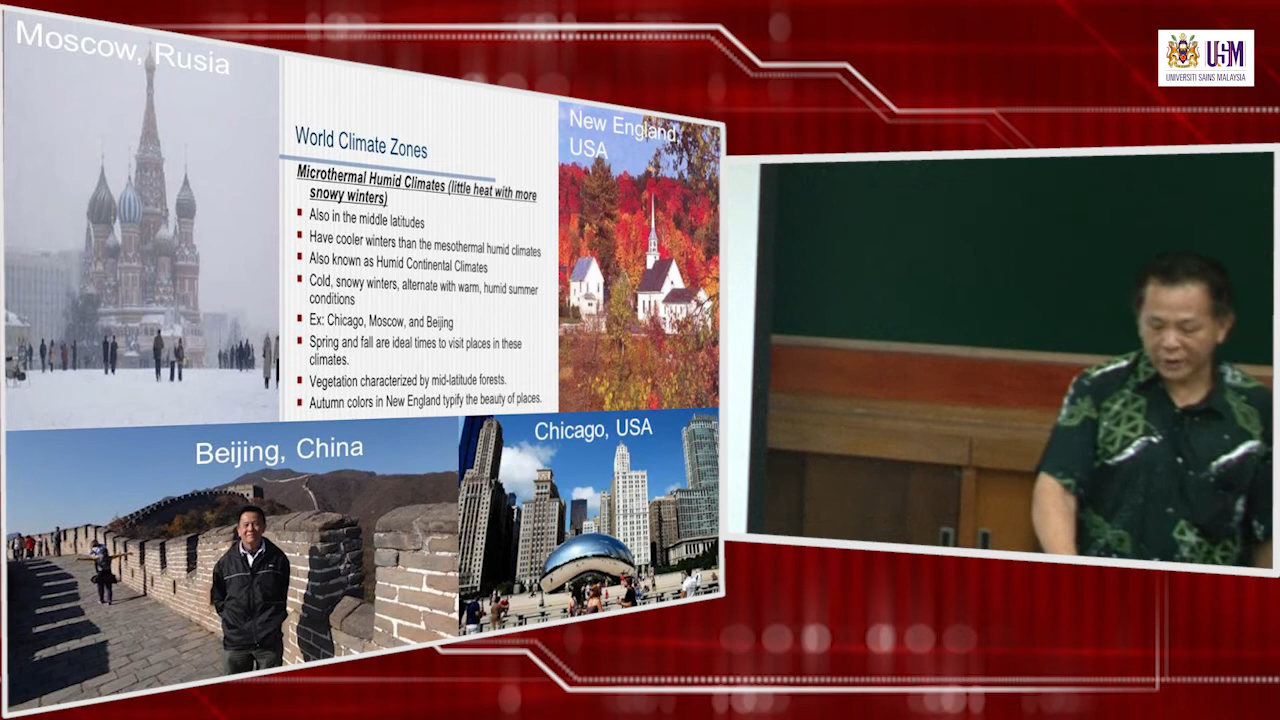 Moscow, Rusia
World Climate Zones
Microthermal Humid Climates (little heat with more
snowy winters)
Also in the middle latitudes
Have cooler winters than the mesothermal humid climates
Also known as Humid Continental Climates
Cold, snowy winters, alternate with warm, humid summer
conditions
Ex: Chicago, Moscow, and Beijing
Spring and fall are ideal times to visit places in these
climates.
Vegetation characterized by mid-latitude forests.
Autumn colors in New England typify the beauty of places.
New England,
USA
Beijing, China
Chicago, USA
USM
UNIVERSITI SAINS MALAYSIA